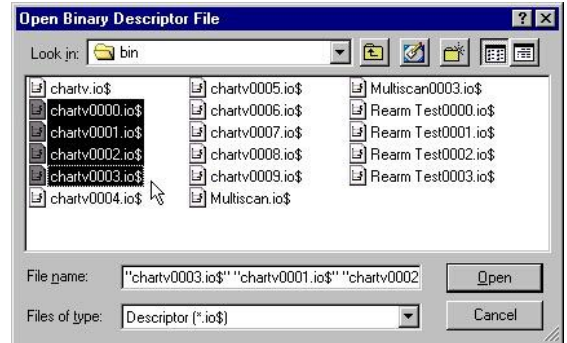 Open Binary Descriptor File
Look in: bin
chartv.io$
chartv0000.io$
chartv0001.io$
chartv0002.io$
chartv0003.io$
chartv0004.io$
chartv0005.io$
chartv0006.io$
chartv0007.io$
chartv0008.io$
chartv0009.io$
Multiscan.io$
Multiscan0003.io$
Rearm Test0000.io$
Rearm Test0001.io$
Rearm Test0002.io$
Rearm Test0003.io$
File name: "chartv0003.io$" "chartv0001.io$" "chartv0002
Open
Files of type: Descriptor (*.io$)
Cancel